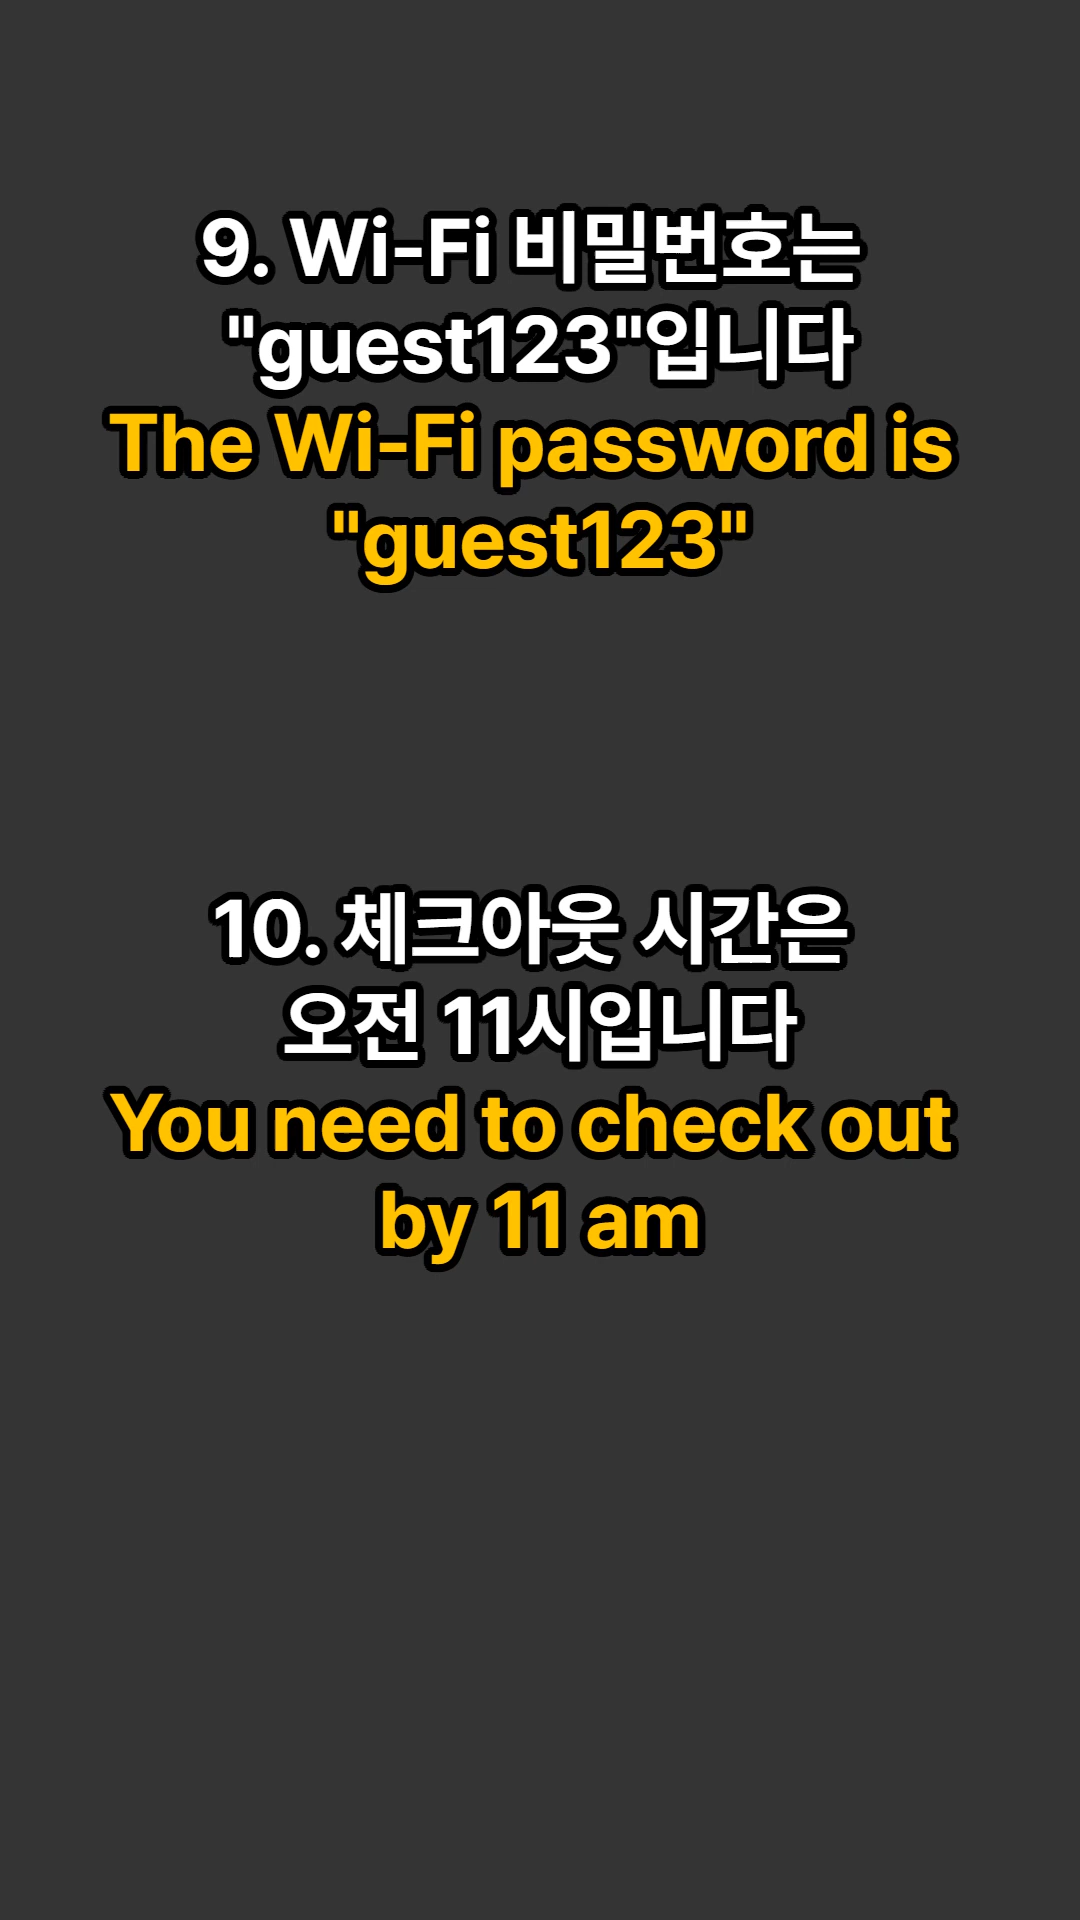 9. Wi-Fi 비밀번호는
"guest123"입니다
The Wi-Fi password is
"guest123"
10. 체크아웃 시간은
오전 11시입니다
You need to check out
by 11 am